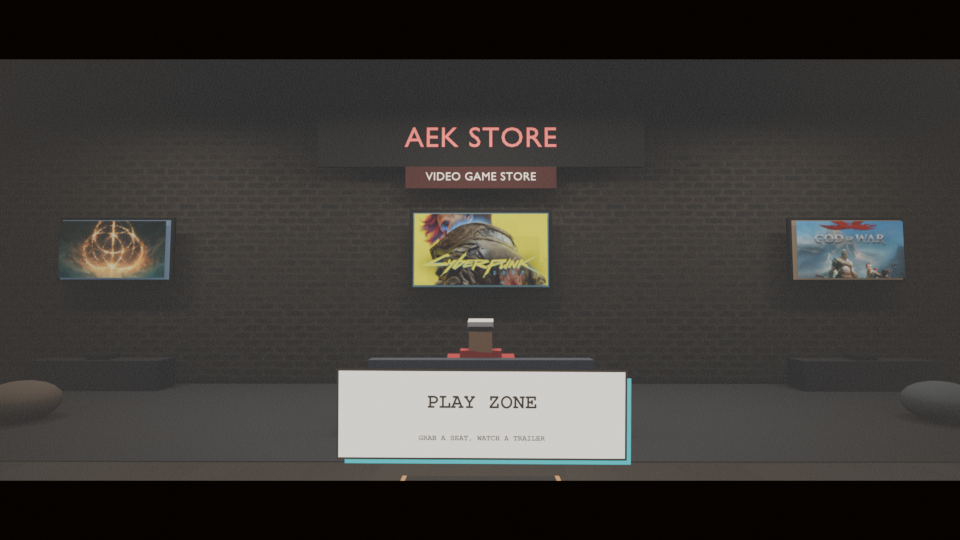 AEK STORE
VIDEO GAME STORE
CYBERPUNK
GOD OF WAR
PLAY ZONE
GRAB A SEAT, WATCH A TRAILER